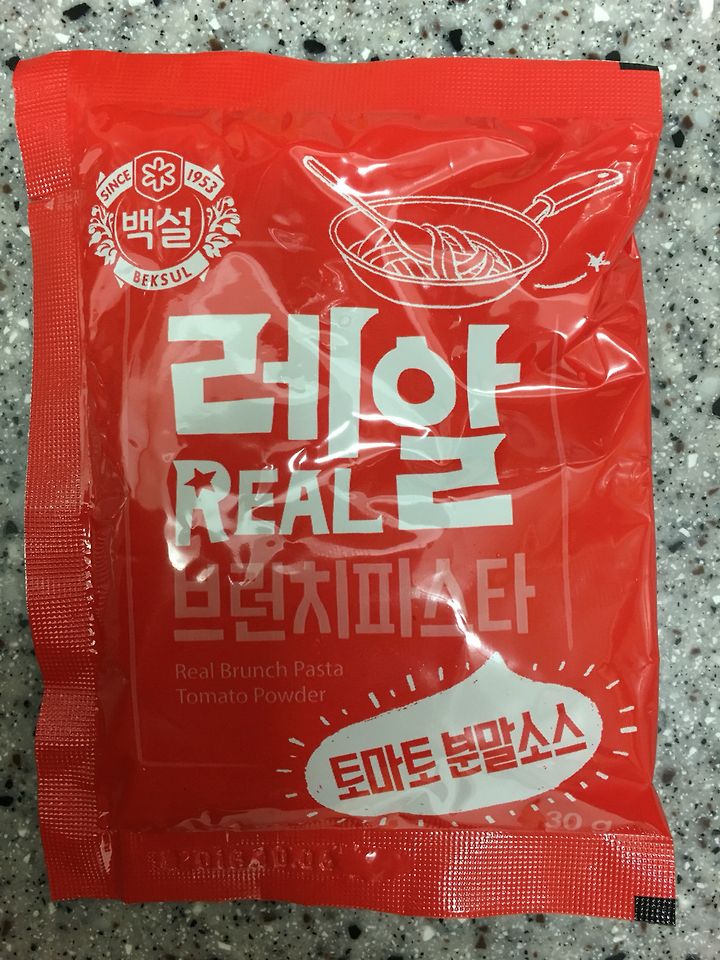 SINCE 1953
백설
BEKSUL
레알
REAL
브런치파스타
Real Brunch Pasta
Tomato Powder
토마토 분말소스
30 g